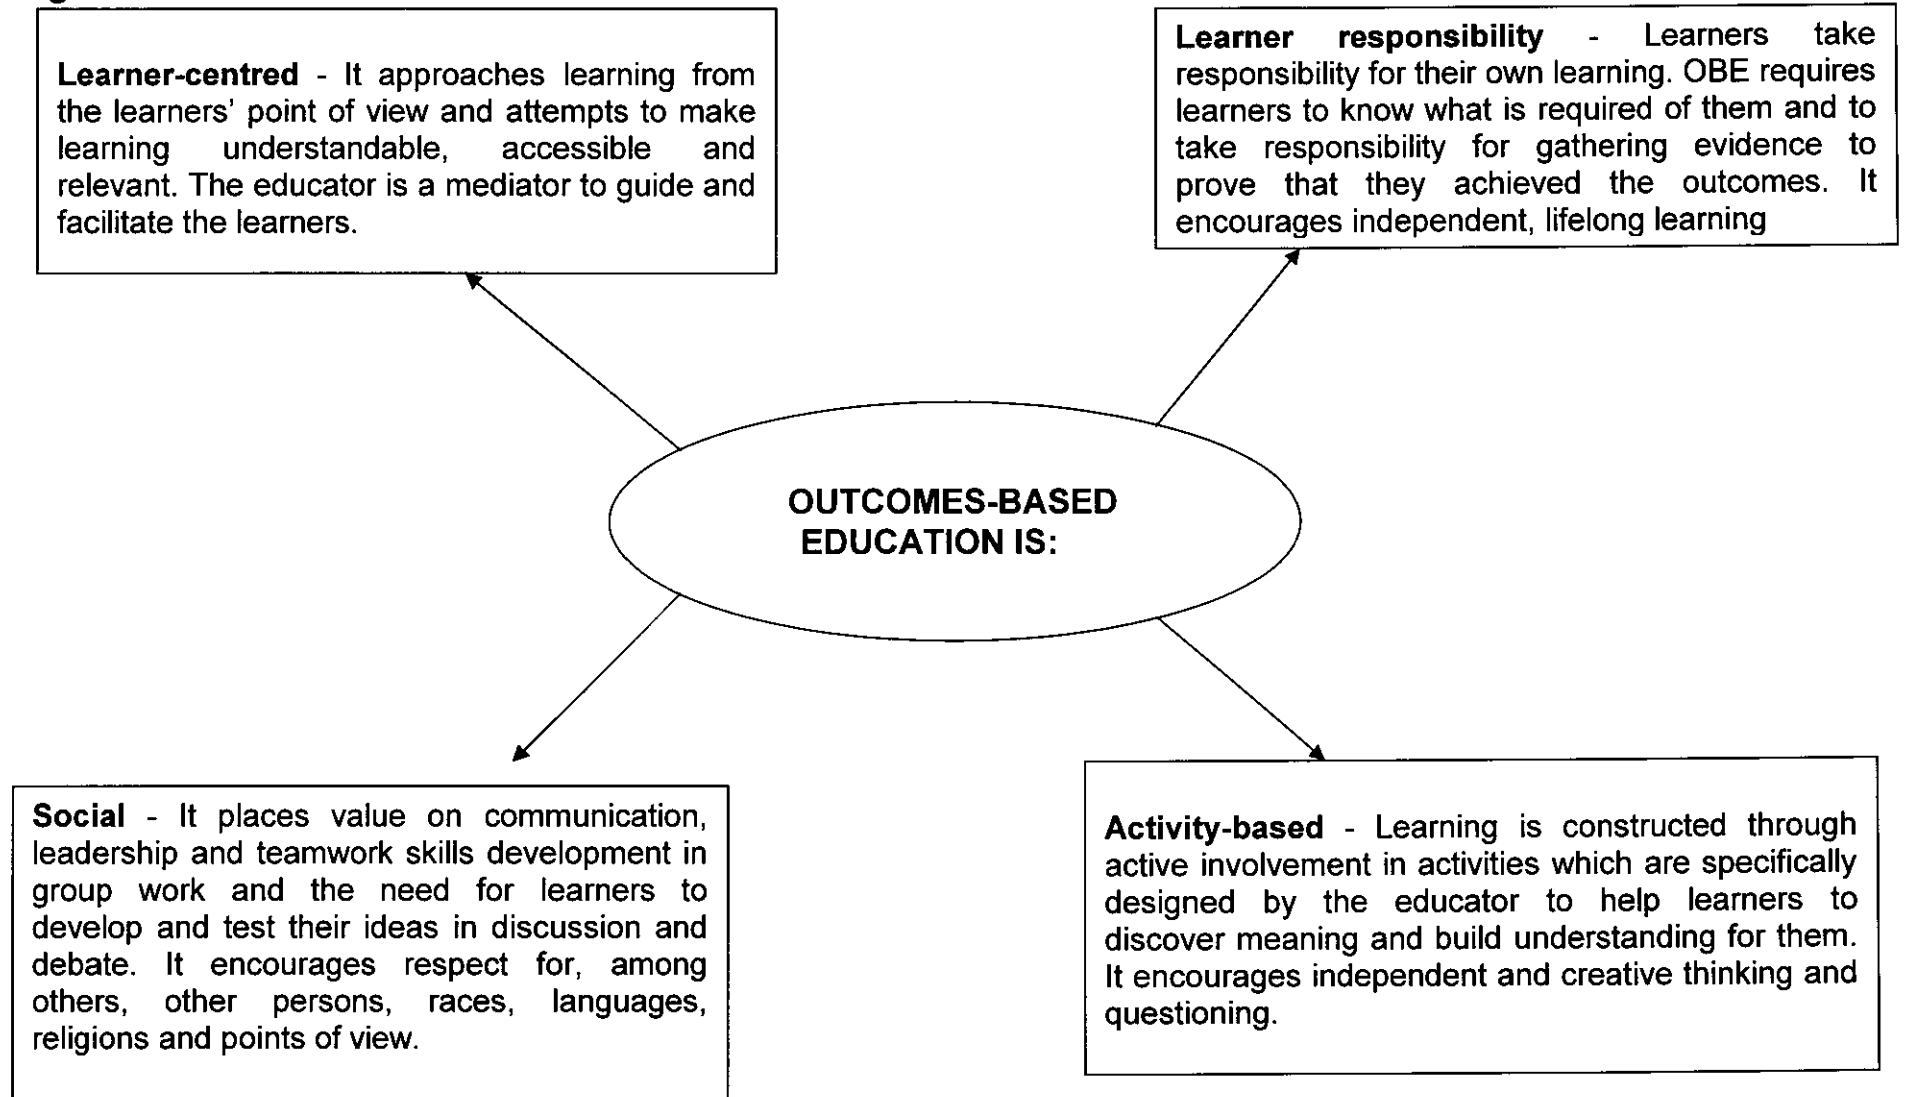 Learner-centred - It approaches learning from
the learners' point of view and attempts to make
learning understandable, accessible and
relevant. The educator is a mediator to guide and
facilitate the learners.
Learner responsibility - Learners take
responsibility for their own learning. OBE requires
learners to know what is required of them and to
take responsibility for gathering evidence to
prove that they achieved the outcomes. It
encourages independent, lifelong learning
OUTCOMES-BASED
EDUCATION IS:
Social - It places value on communication,
leadership and teamwork skills development in
group work and the need for learners to
develop and test their ideas in discussion and
debate. It encourages respect for, among
others, other persons, races, languages,
religions and points of view.
Activity-based - Learning is constructed through
active involvement in activities which are specifically
designed by the educator to help learners to
discover meaning and build understanding for them.
It encourages independent and creative thinking and
questioning.